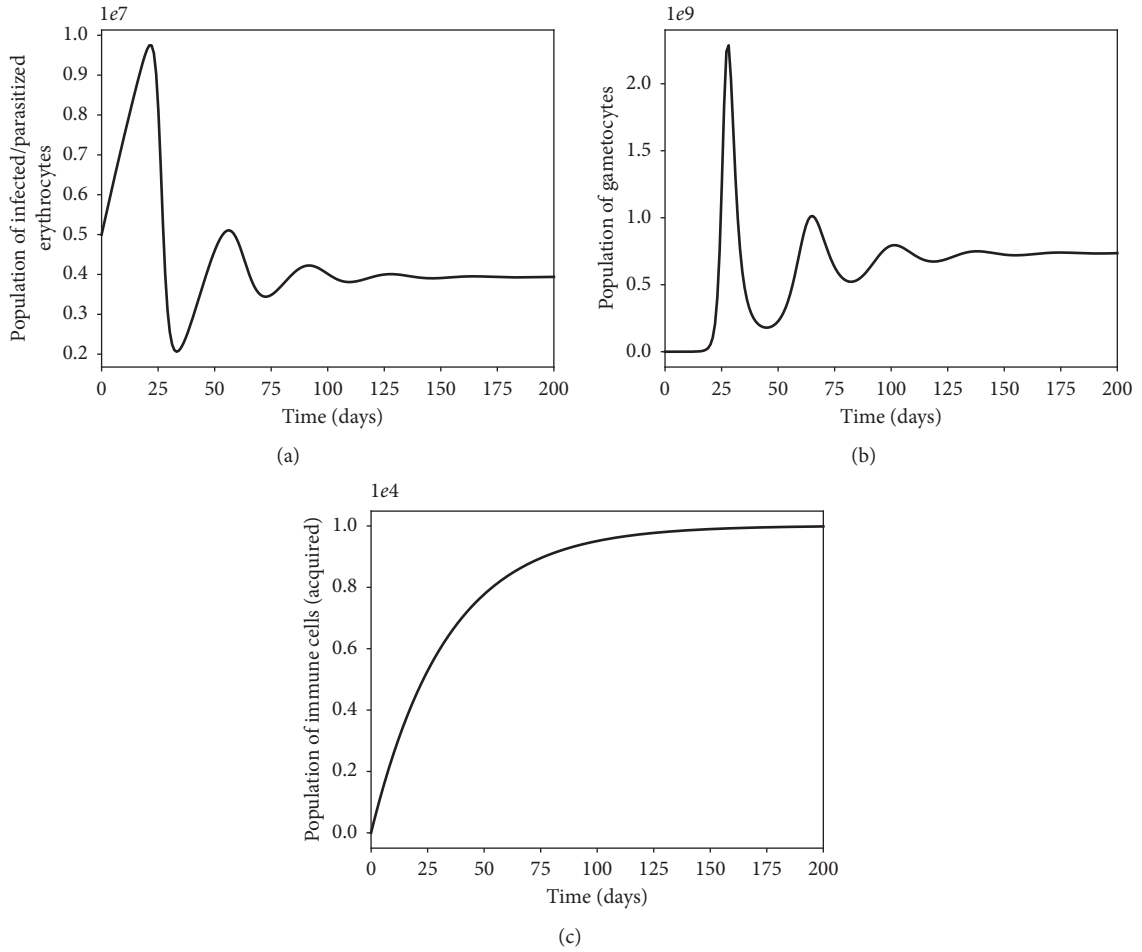 1e7
Population of infected/parasitized
erythrocytes
1.0
0.9
0.8
0.7
0.6
0.5
0.4
0.3
0.2
0 25 50 75 100 125 150 175 200
Time (days)
(a)
1e9
Population of gametocytes
2.0
1.5
1.0
0.5
0.0
0 25 50 75 100 125 150 175 200
Time (days)
(b)
1e4
Population of immune cells (acquired)
1.0
0.8
0.6
0.4
0.2
0.0
0 25 50 75 100 125 150 175 200
Time (days)
(c)